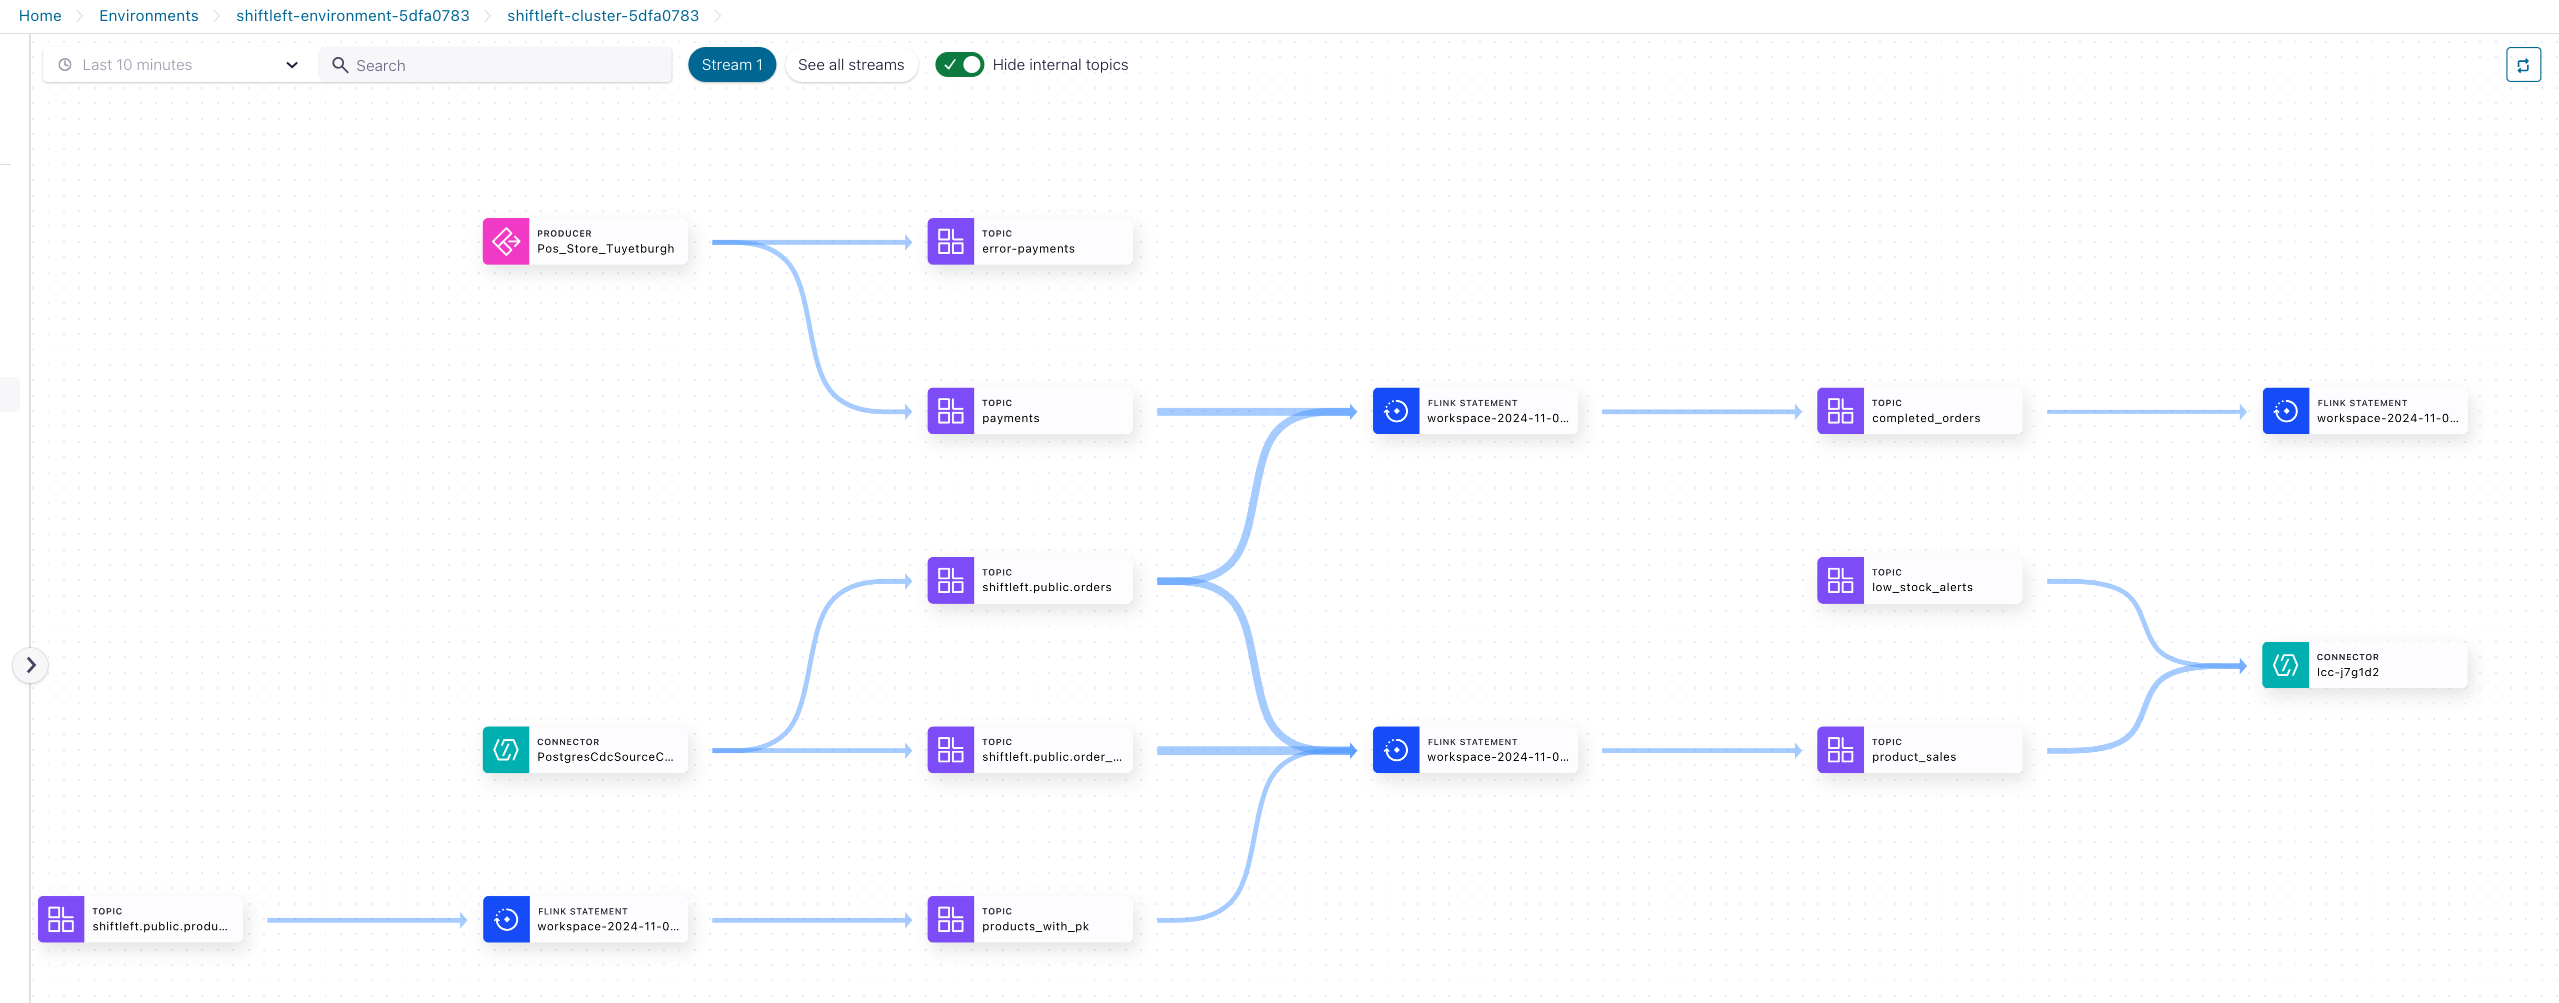 Home
Environments
shiftleft-environment-5dfa0783
shiftleft-cluster-5dfa0783
Last 10 minutes
Search
Stream 1
See all streams
Hide internal topics
PRODUCER
Pos_Store_Tuyetburgh
TOPIC
error-payments
TOPIC
payments
FLINK STATEMENT
workspace-2024-11-0...
TOPIC
completed_orders
FLINK STATEMENT
workspace-2024-11-0...
TOPIC
shiftleft.public.orders
TOPIC
low_stock_alerts
CONNECTOR
lcc-j7g1d2
CONNECTOR
PostgresCdcSourceC...
TOPIC
shiftleft.public.order_...
FLINK STATEMENT
workspace-2024-11-0...
TOPIC
product_sales
TOPIC
shiftleft.public.produ...
FLINK STATEMENT
workspace-2024-11-0...
TOPIC
products_with_pk